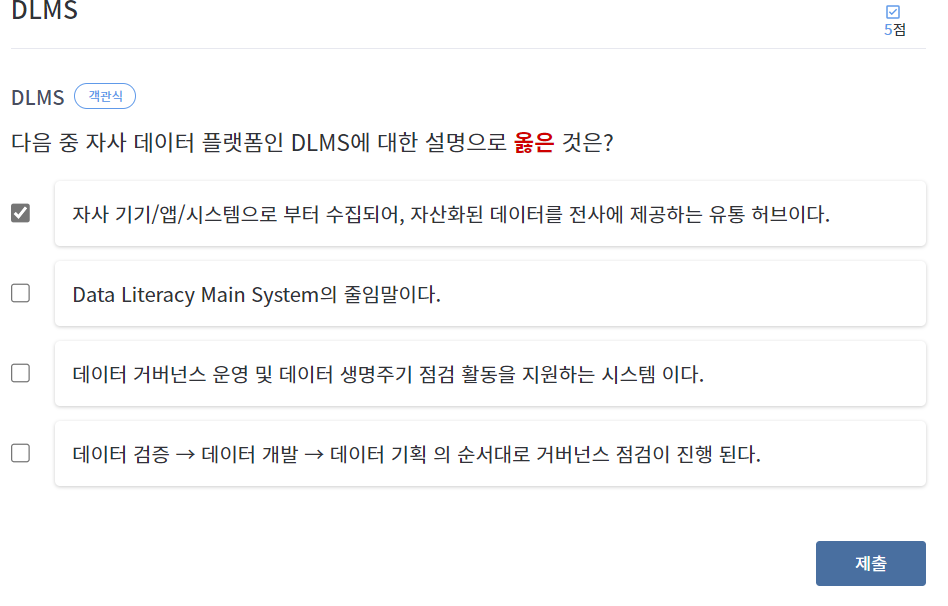 DLMS
5점
DLMS 객관식
다음 중 자사 데이터 플랫폼인 DLMS에 대한 설명으로 옳은 것은?
자사 기기/앱/시스템으로 부터 수집되어, 자산화된 데이터를 전사에 제공하는 유통 허브이다.
Data Literacy Main System의 줄임말이다.
데이터 거버넌스 운영 및 데이터 생명주기 점검 활동을 지원하는 시스템 이다.
데이터 검증 → 데이터 개발 → 데이터 기획 의 순서대로 거버넌스 점검이 진행 된다.
제출